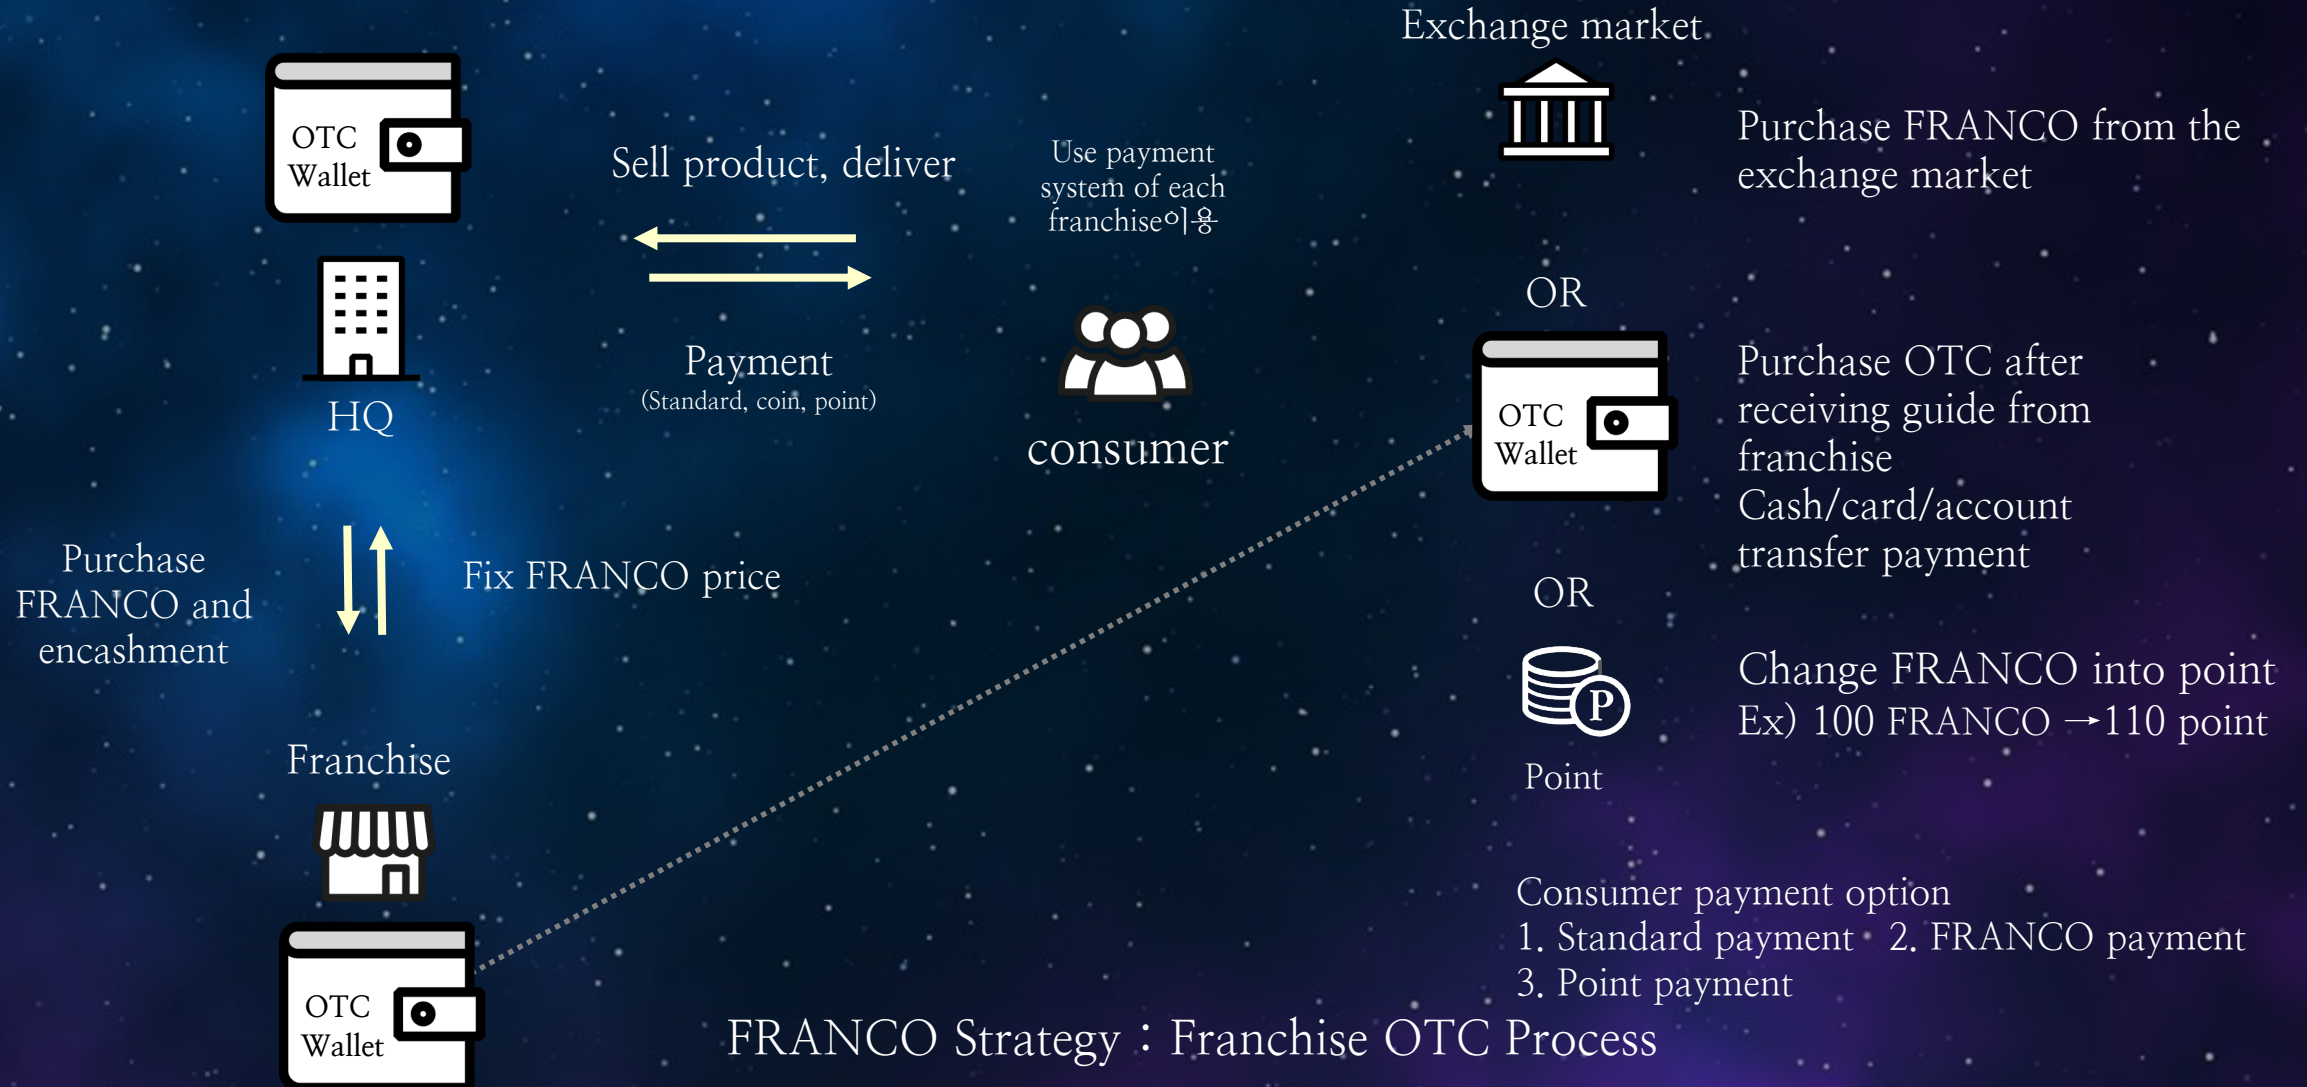 OTC
Wallet
HQ
Sell product, deliver
Payment
(Standard, coin, point)
Use payment
system of each
franchise이용
consumer
Purchase
FRANCO and
encashment
Fix FRANCO price
Franchise
OTC
Wallet
Exchange market
Purchase FRANCO from the
exchange market
OR
OTC
Wallet
Purchase OTC after
receiving guide from
franchise
Cash/card/account
transfer payment
OR
P
Point
Change FRANCO into point
Ex) 100 FRANCO →110 point
Consumer payment option
1. Standard payment 2. FRANCO payment
3. Point payment
FRANCO Strategy : Franchise OTC Process